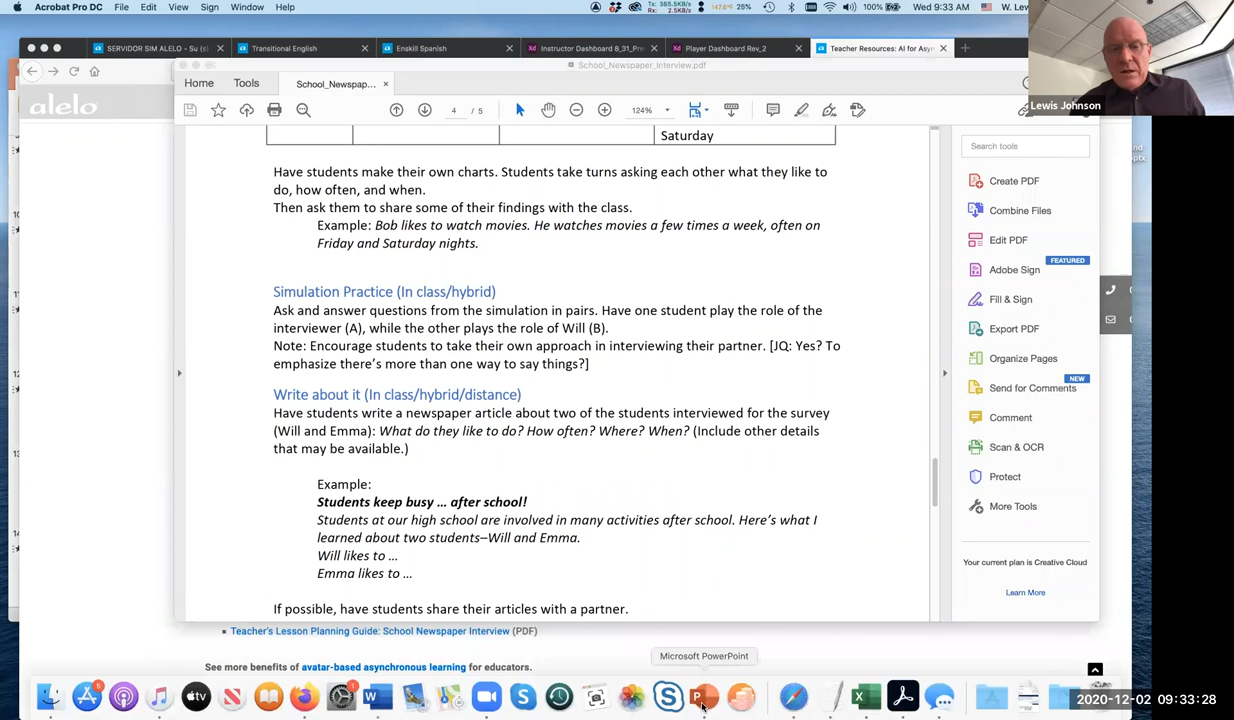 Acrobat Pro DC File Edit View Sign Window Help
Tx: 385.5KB/s
Rx: 2.5KB/s
147.6°F 25%
100%
Wed 9:33 AM
W. Lew
SERVIDOR SIM ALELO - Su (s)
Transitional English
Enskill Spanish
Instructor Dashboard 8_31_Pre
Player Dashboard Rev_2
Teacher Resources: AI for Asyn
School_Newspaper_Interview.pdf
alelo
Home Tools School_Newspap...
4 / 5
124%
Lewis Johnson
Saturday
Have students make their own charts. Students take turns asking each other what they like to
do, how often, and when.
Then ask them to share some of their findings with the class.
Example: Bob likes to watch movies. He watches movies a few times a week, often on
Friday and Saturday nights.
Simulation Practice (In class/hybrid)
Ask and answer questions from the simulation in pairs. Have one student play the role of the
interviewer (A), while the other plays the role of Will (B).
Note: Encourage students to take their own approach in interviewing their partner. [JQ: Yes? To
emphasize there's more than one way to say things?]
Write about it (In class/hybrid/distance)
Have students write a newspaper article about two of the students interviewed for the survey
(Will and Emma): What do they like to do? How often? Where? When? (Include other details
that may be available.)
Example:
Students keep busy … after school!
Students at our high school are involved in many activities after school. Here's what I
learned about two students–Will and Emma.
Will likes to …
Emma likes to …
If possible, have students share their articles with a partner.
Search tools
Create PDF
Combine Files
Edit PDF
FEATURED
Adobe Sign
Fill & Sign
Export PDF
Organize Pages
NEW
Send for Comments
Comment
Scan & OCR
Protect
More Tools
Your current plan is Creative Cloud
Learn More
Teacher's Lesson Planning Guide: School Newspaper Interview (PDF)
See more benefits of avatar-based asynchronous learning for educators.
Microsoft PowerPoint
2020-12-02 09:33:28